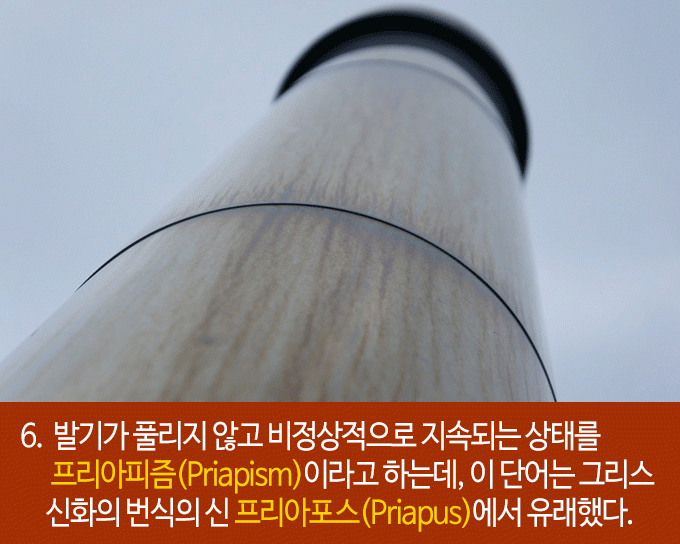 6. 발기가 풀리지 않고 비정상적으로 지속되는 상태를
프리아피즘(Priapism)이라고 하는데, 이 단어는 그리스
신화의 번식의 신 프리아포스(Priapus)에서 유래했다.